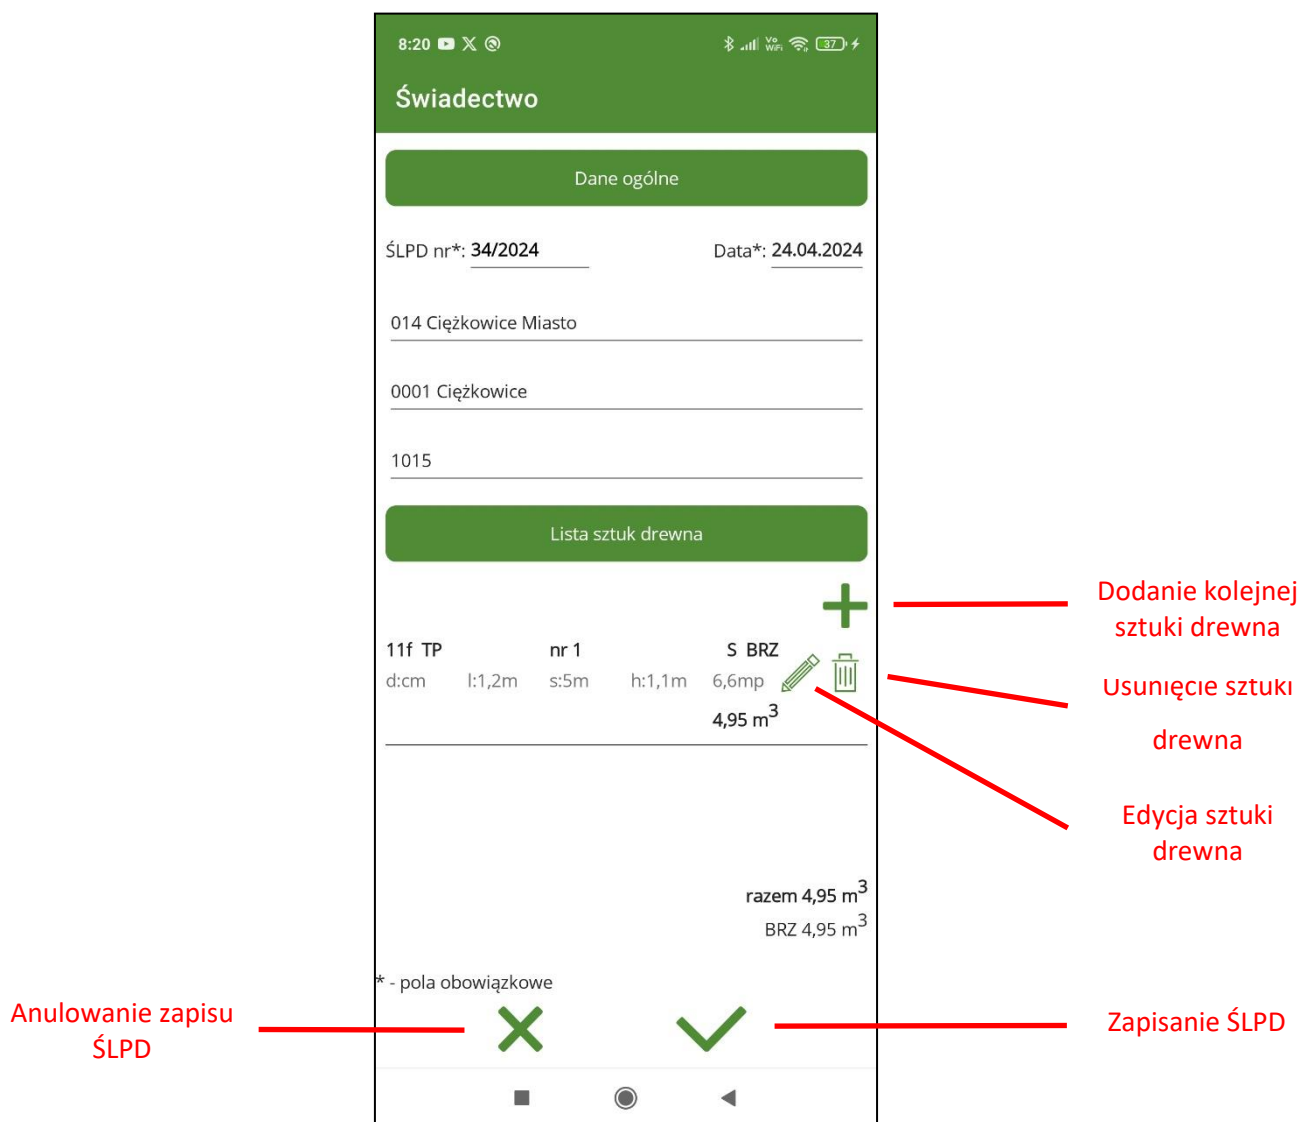 8:20
Vo
WiFi
37
Świadectwo
Dane ogólne
ŚLPD nr*: 34/2024 Data*: 24.04.2024
014 Ciężkowice Miasto
0001 Ciężkowice
1015
Lista sztuk drewna
Dodanie kolejnej
sztuki drewna
11f TP nr 1 S BRZ
d:cm l:1,2m s:5m h:1,1m 6,6mp
4,95 m³
Usunięcie sztuki
drewna
Edycja sztuki
drewna
razem 4,95 m³
BRZ 4,95 m³
* - pola obowiązkowe
Anulowanie zapisu
ŚLPD
Zapisanie ŚLPD